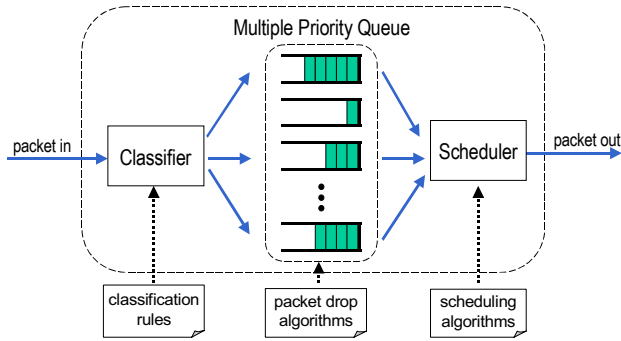 Multiple Priority Queue
packet in
Classifier
Scheduler
packet out
classification
rules
packet drop
algorithms
scheduling
algorithms